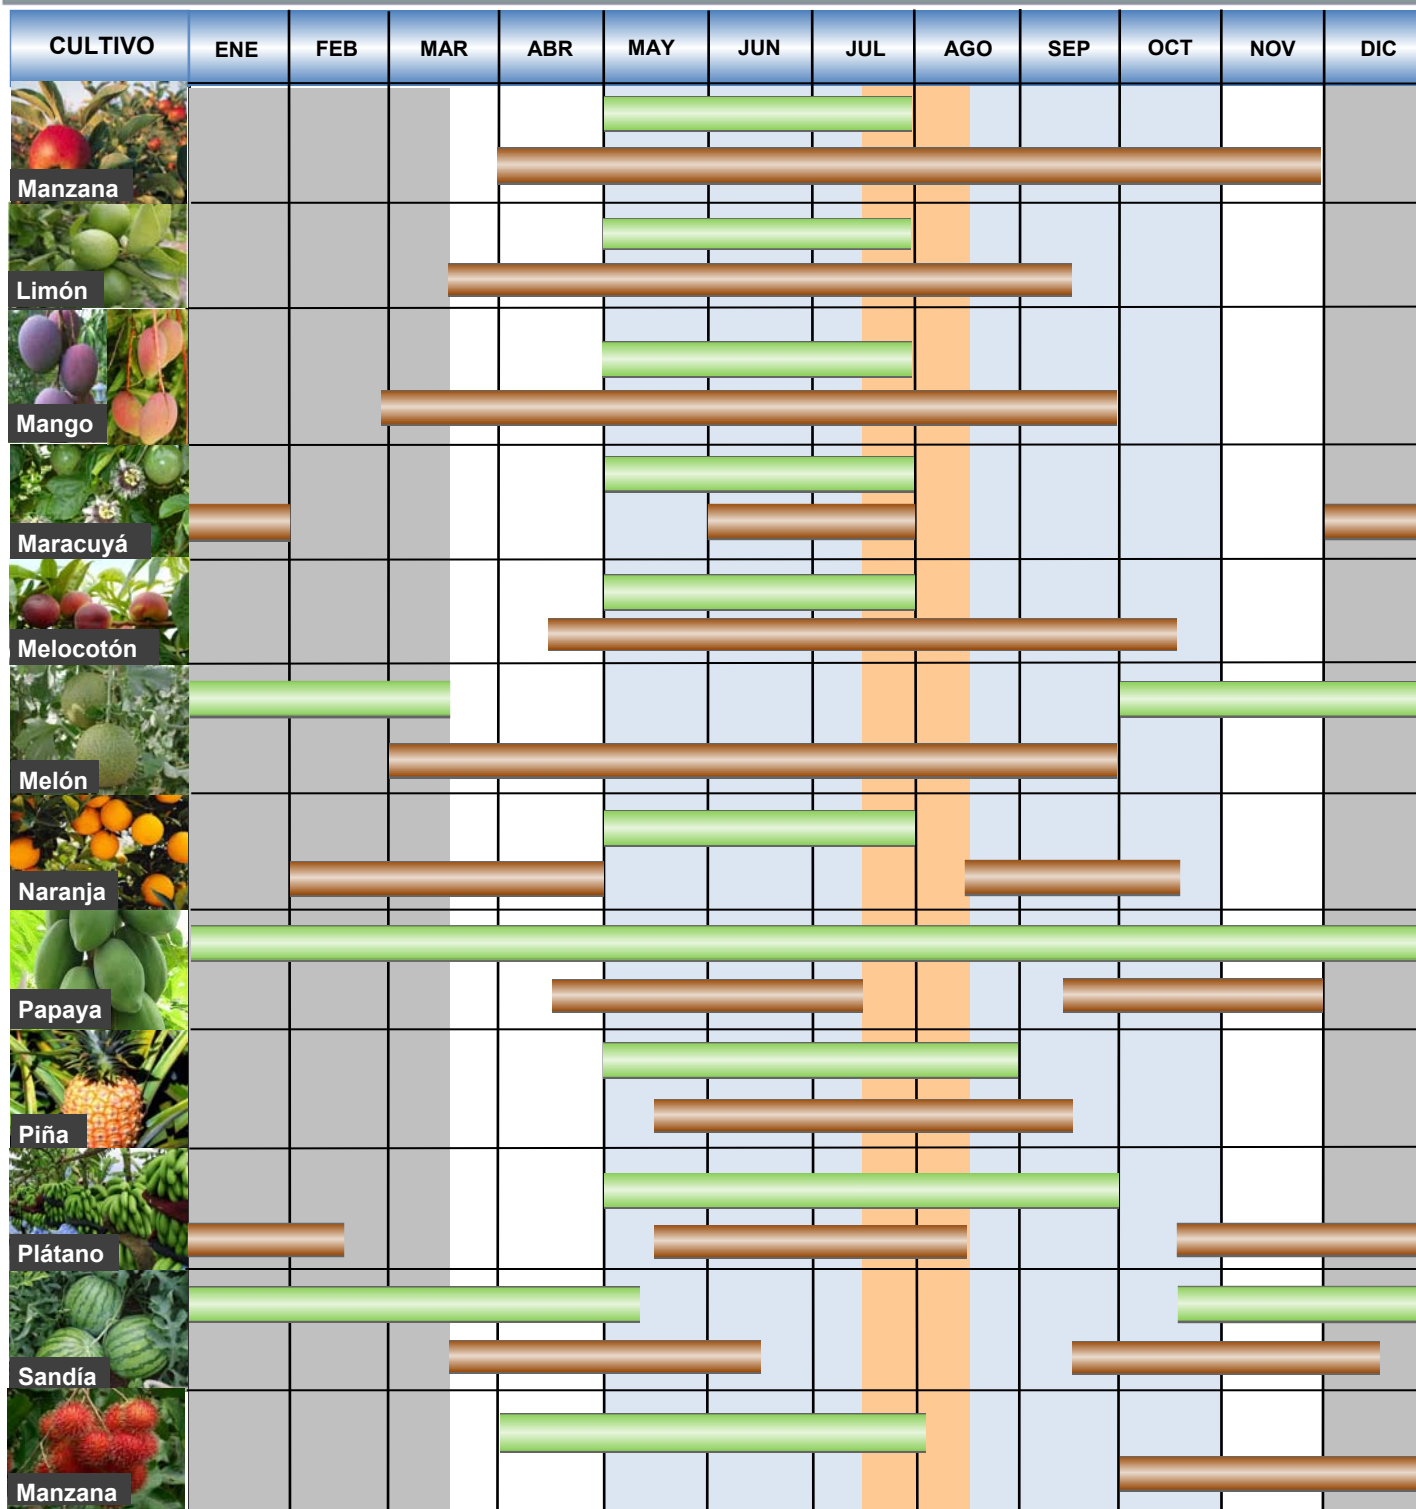 CULTIVO ENE FEB MAR ABR MAY JUN JUL AGO SEP OCT NOV DIC
Manzana
Limón
Mango
Maracuyá
Melocotón
Melón
Naranja
Papaya
Piña
Plátano
Sandía
Manzana